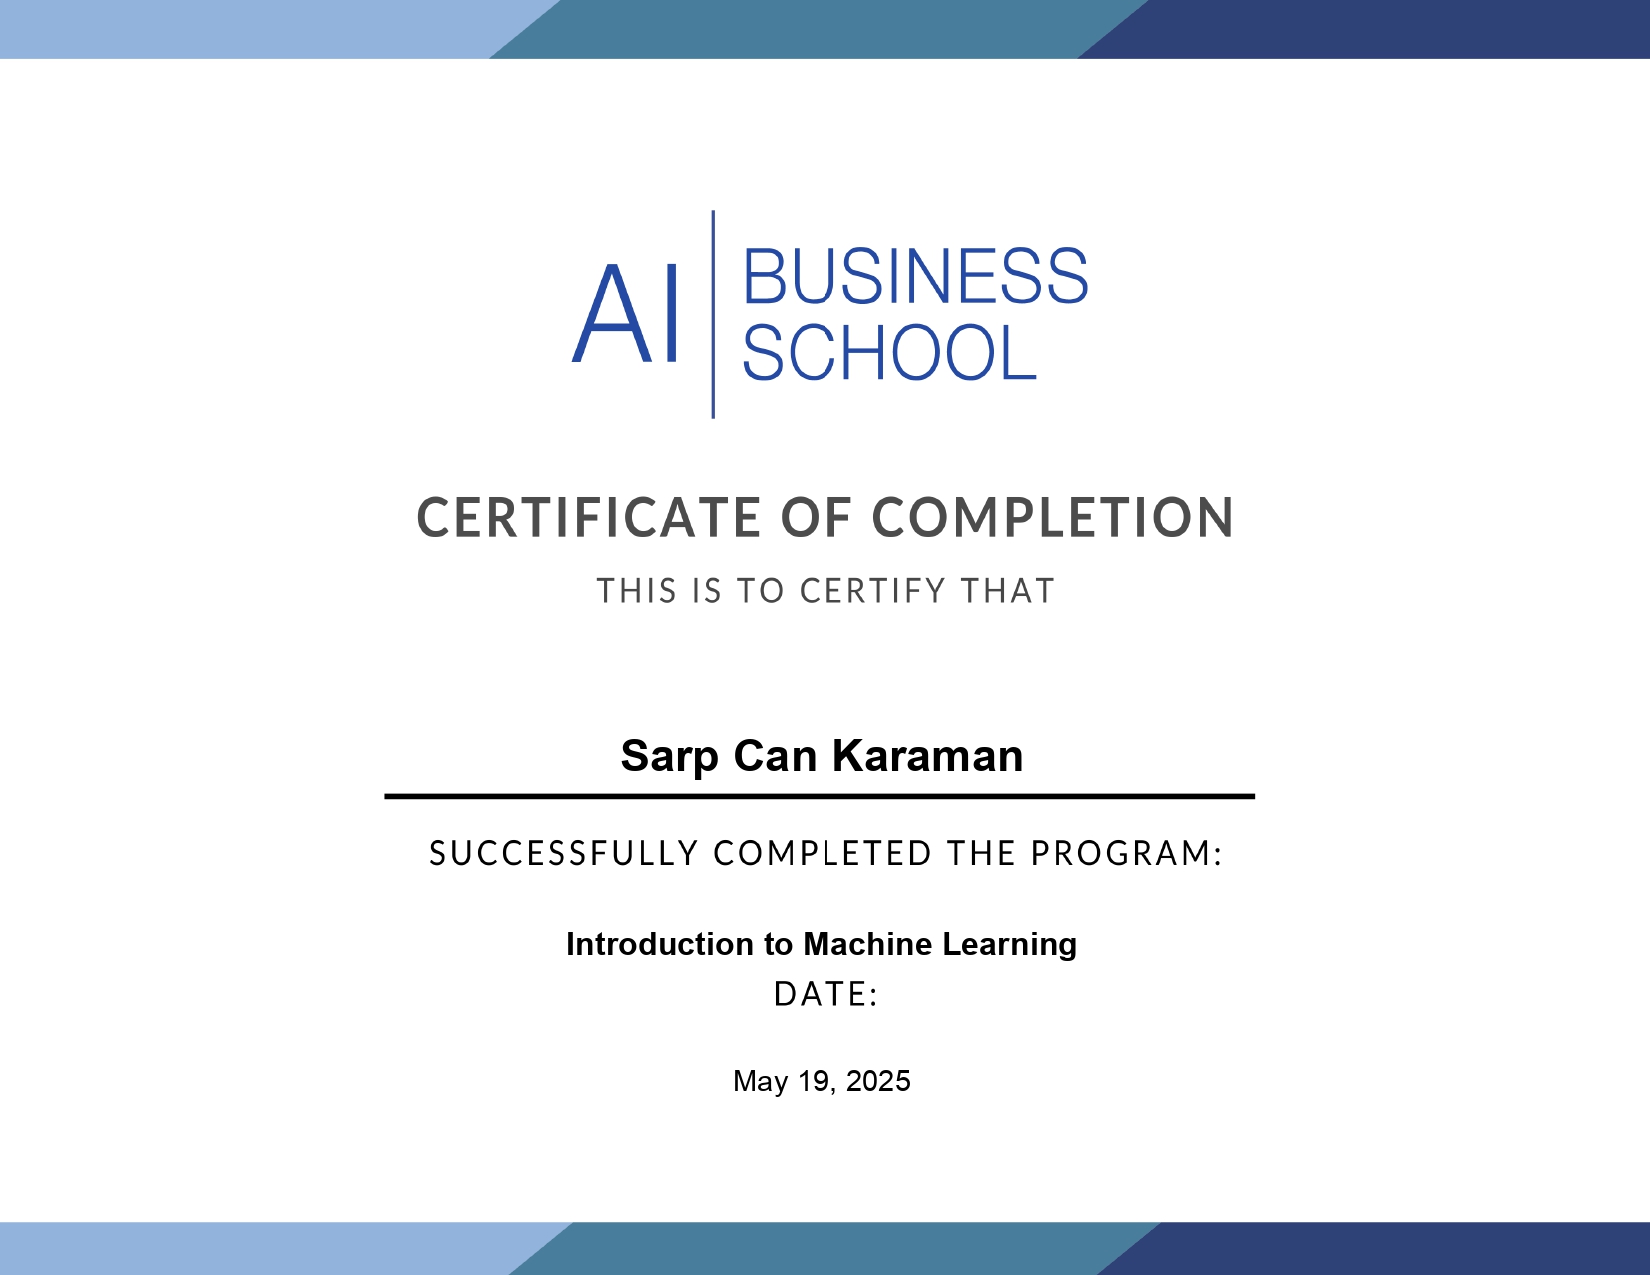 AI
BUSINESS
SCHOOL
CERTIFICATE OF COMPLETION
THIS IS TO CERTIFY THAT
Sarp Can Karaman
SUCCESSFULLY COMPLETED THE PROGRAM:
Introduction to Machine Learning
DATE:
May 19, 2025